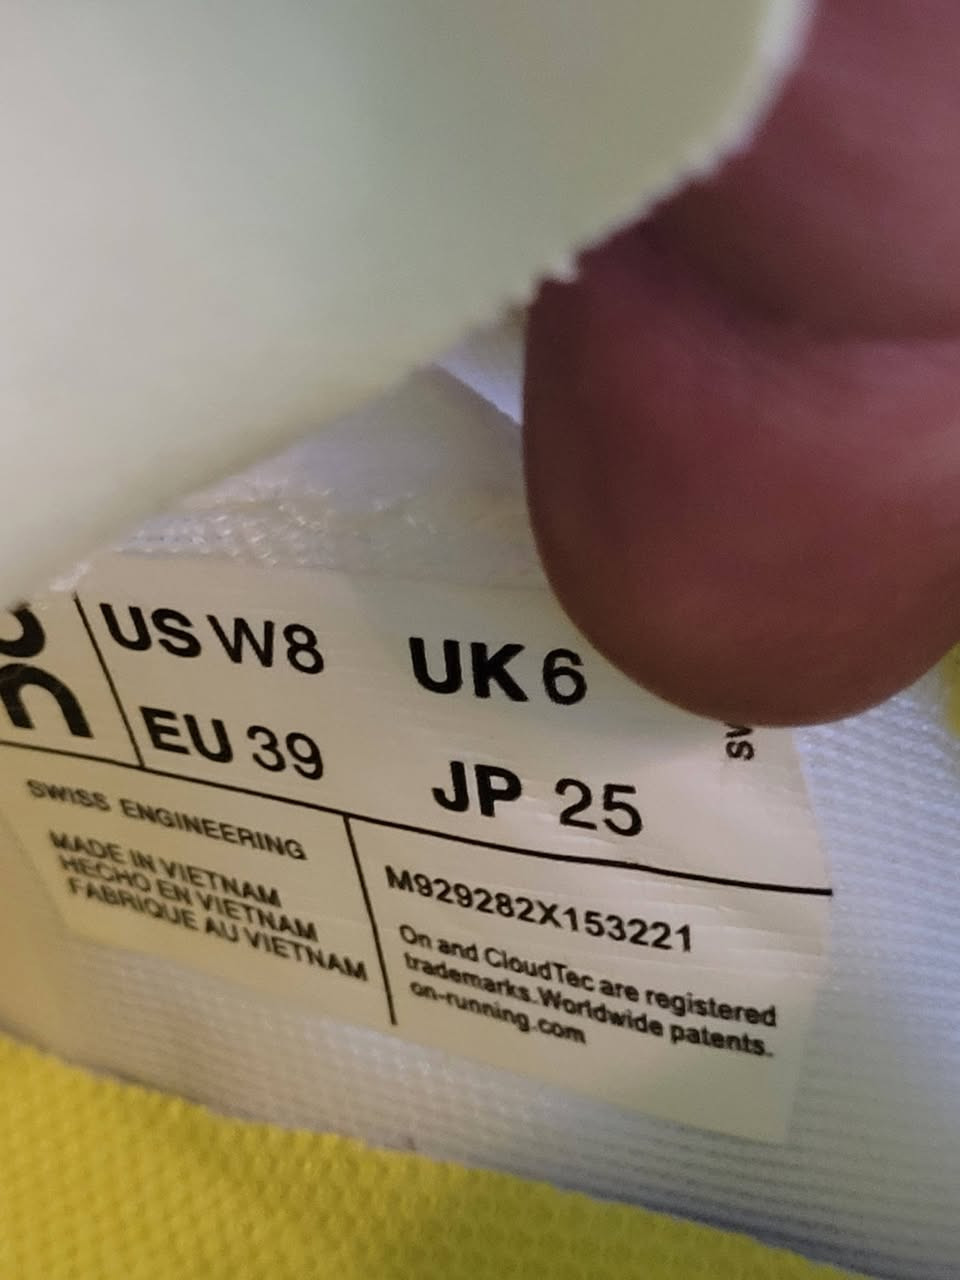 US W8 UK 6
EU 39 JP 25
SWISS ENGINEERING
MADE IN VIETNAM
HECHO EN VIETNAM
FABRIQUE AU VIETNAM
M929282X153221
On and CloudTec are registered
trademarks. Worldwide patents.
on-running.com